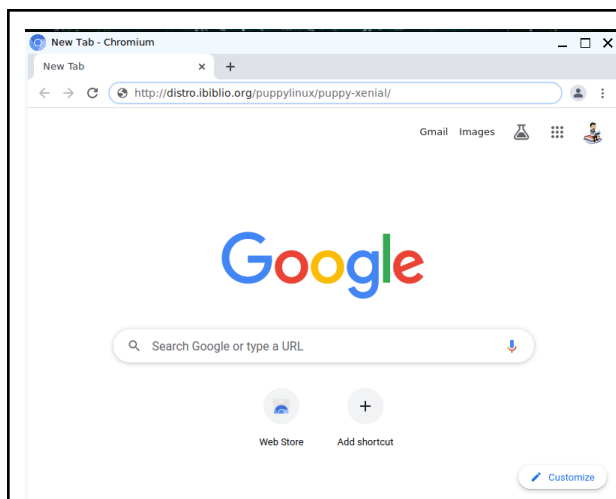 New Tab - Chromium
New Tab
http://distro.ibiblio.org/puppylinux/puppy-xenial/
Gmail Images
Google
Search Google or type a URL
Web Store Add shortcut
Customize